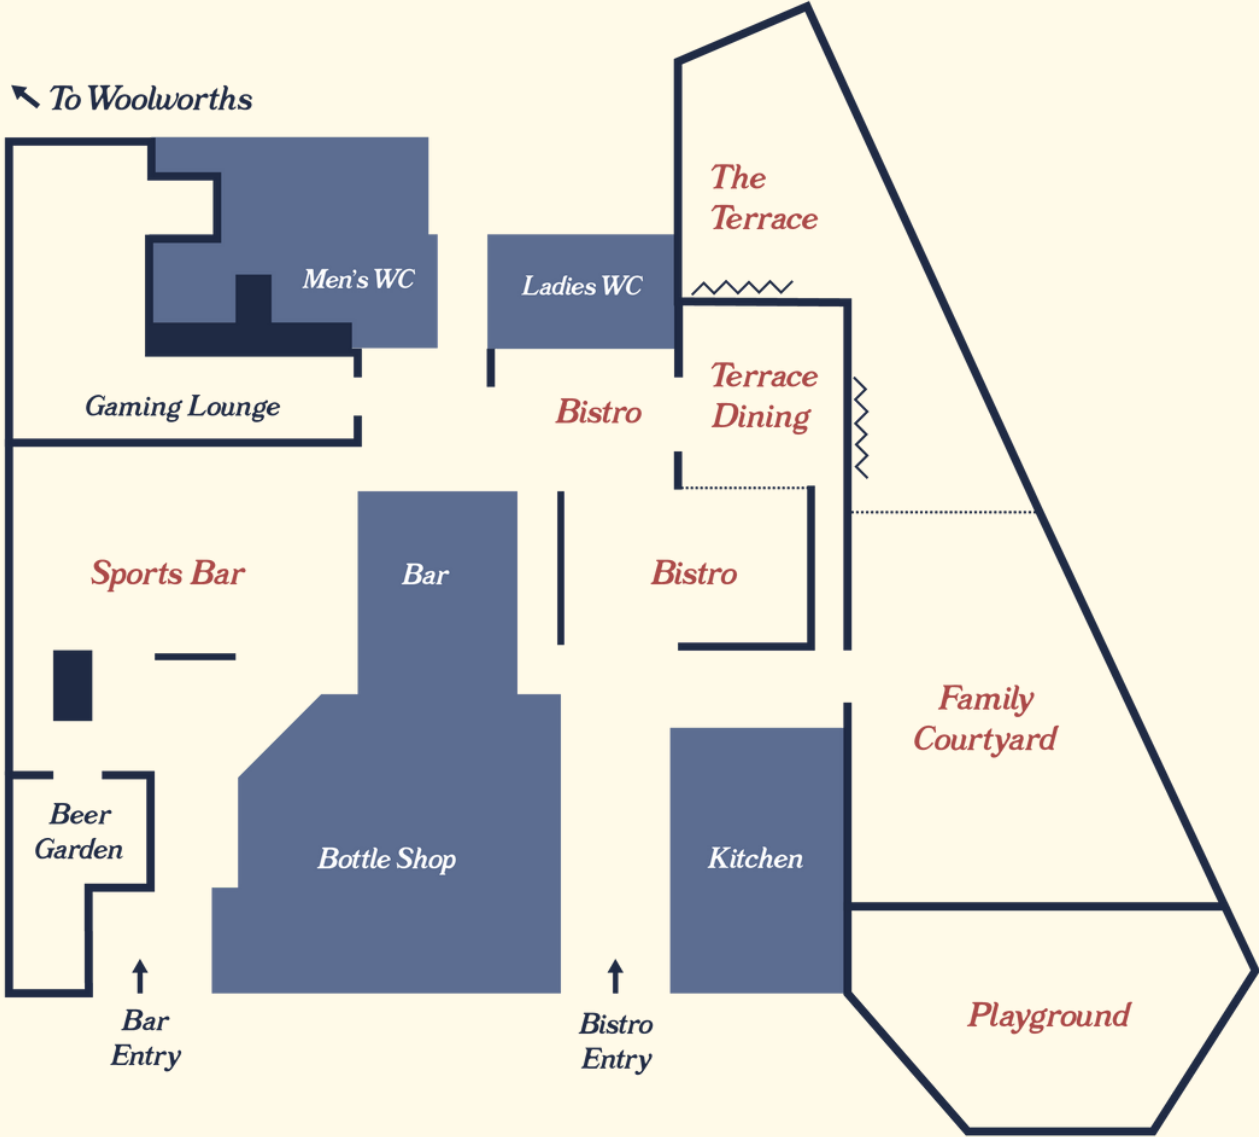 To Woolworths
The
Terrace
Men's WC
Ladies WC
Gaming Lounge
Bistro
Terrace
Dining
Sports Bar
Bar
Bistro
Family
Courtyard
Beer
Garden
Bottle Shop
Kitchen
Bar
Entry
Bistro
Entry
Playground